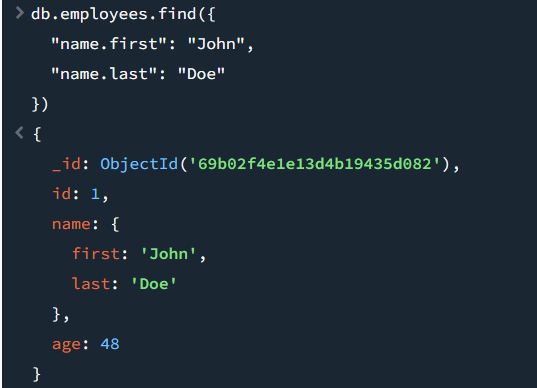 > db.employees.find({
"name.first": "John",
"name.last": "Doe"
})
< {
_id: ObjectId('69b02f4e1e13d4b19435d082'),
id: 1,
name: {
first: 'John',
last: 'Doe'
},
age: 48
}